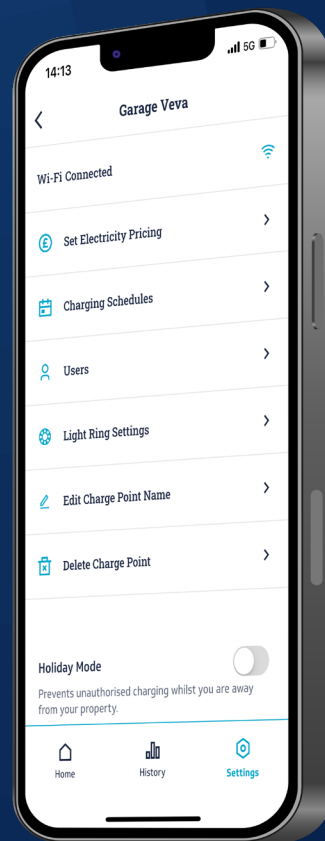 14:13
5G
Garage Veva
Wi-Fi Connected
Set Electricity Pricing
Charging Schedules
Users
Light Ring Settings
Edit Charge Point Name
Delete Charge Point
Holiday Mode
Prevents unauthorised charging whilst you are away
from your property.
Home
History
Settings